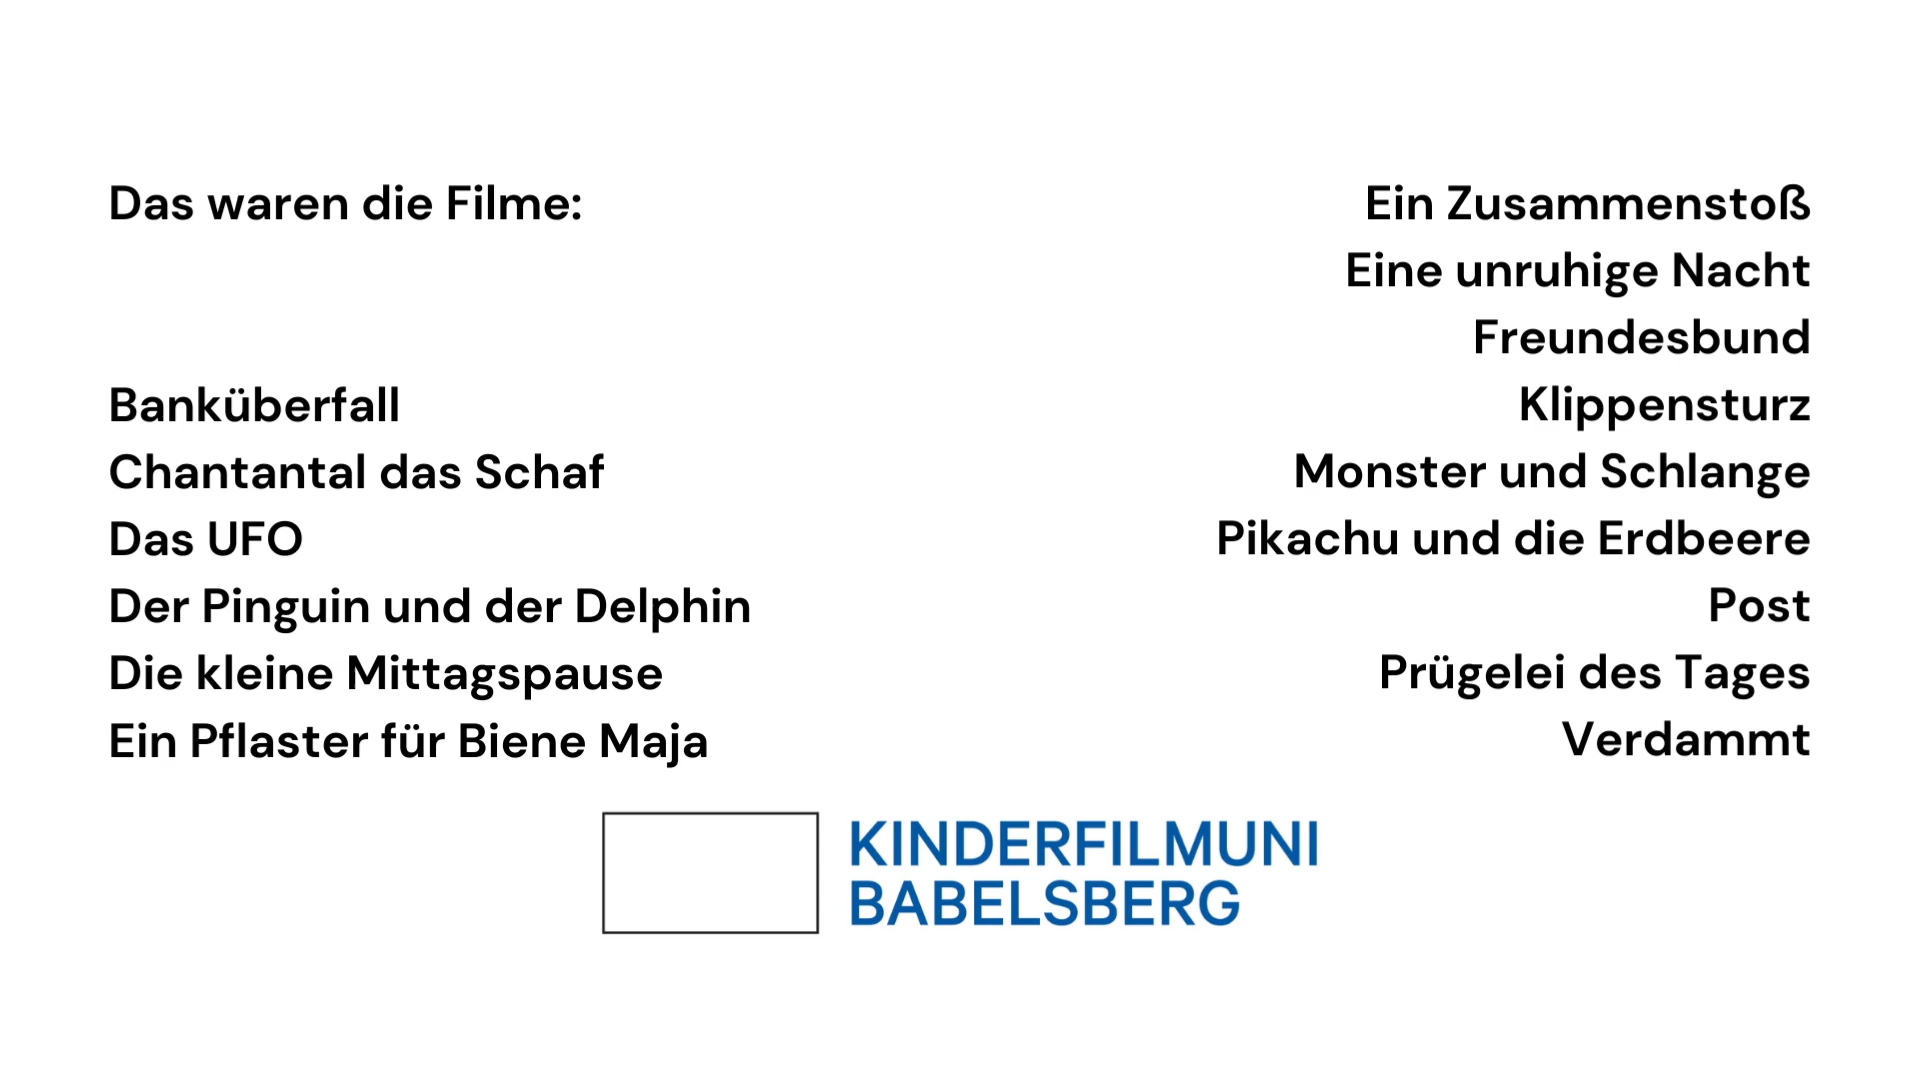 Das waren die Filme:
Banküberfall
Chantantal das Schaf
Das UFO
Der Pinguin und der Delphin
Die kleine Mittagspause
Ein Pflaster für Biene Maja
Ein Zusammenstoß
Eine unruhige Nacht
Freundesbund
Klippensturz
Monster und Schlange
Pikachu und die Erdbeere
Post
Prügelei des Tages
Verdammt
KINDERFILMUNI
BABELSBERG